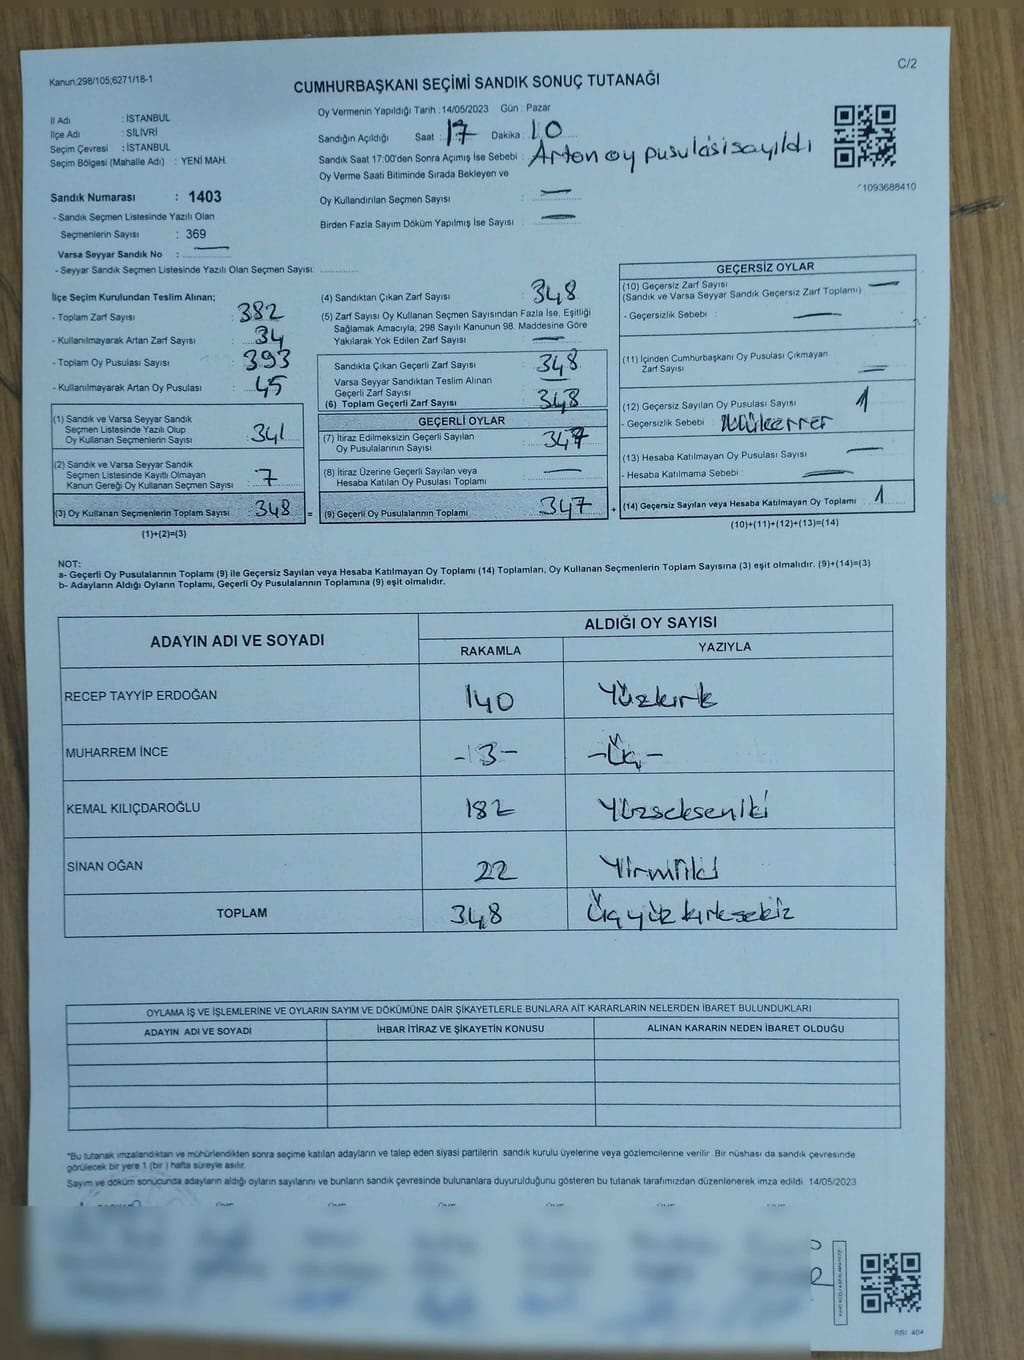 Kanun,298/105,6271/18-1
C/2
CUMHURBAŞKANI SEÇİMİ SANDIK SONUÇ TUTANAĞI
İl Adı : İSTANBUL
İlçe Adı : SİLİVRİ
Seçim Çevresi : İSTANBUL
Seçim Bölgesi (Mahalle Adı) : YENİ MAH.
Oy Vermenin Yapıldığı Tarih : 14/05/2023 Gün : Pazar
Sandığın Açıldığı Saat : 17 Dakika : 10
Sandık Saat 17:00'den Sonra Açımış İse Sebebi : Artan oy pusulası sayıldı
Oy Verme Saati Bitiminde Sırada Bekleyen ve
Oy Kullandırılan Seçmen Sayısı : —
Birden Fazla Sayım Döküm Yapılmış İse Sayısı : —
1093688410
Sandık Numarası : 1403
- Sandık Seçmen Listesinde Yazılı Olan
Seçmenlerin Sayısı : 369
Varsa Seyyar Sandık No : —
- Seyyar Sandık Seçmen Listesinde Yazılı Olan Seçmen Sayısı:
İlçe Seçim Kurulundan Teslim Alınan;
- Toplam Zarf Sayısı : 382
- Kullanılmayarak Artan Zarf Sayısı : 34
- Toplam Oy Pusulası Sayısı : 393
- Kullanılmayarak Artan Oy Pusulası : 45
(1) Sandık ve Varsa Seyyar Sandık
Seçmen Listesinde Yazılı Olup
Oy Kullanan Seçmenlerin Sayısı : 341
(2) Sandık ve Varsa Seyyar Sandık
Seçmen Listesinde Kayıtlı Olmayan
Kanun Gereği Oy Kullanan Seçmen Sayısı : 7
(3) Oy Kullanan Seçmenlerin Toplam Sayısı : 348
(1)+(2)=(3)
(4) Sandıktan Çıkan Zarf Sayısı : 348
(5) Zarf Sayısı Oy Kullanan Seçmen Sayısından Fazla İse, Eşitliği
Sağlamak Amacıyla; 298 Sayılı Kanunun 98. Maddesine Göre
Yakılarak Yok Edilen Zarf Sayısı : —
Sandıkta Çıkan Geçerli Zarf Sayısı : 348
Varsa Seyyar Sandıktan Teslim Alınan
Geçerli Zarf Sayısı : —
(6) Toplam Geçerli Zarf Sayısı : 348
GEÇERLİ OYLAR
(7) İtiraz Edilmeksizin Geçerli Sayılan
Oy Pusulalarının Sayısı : 347
(8) İtiraz Üzerine Geçerli Sayılan veya
Hesaba Katılan Oy Pusulası Toplamı : —
= (9) Geçerli Oy Pusulalarının Toplamı : 347
GEÇERSİZ OYLAR
(10) Geçersiz Zarf Sayısı : —
(Sandık ve Varsa Seyyar Sandık Geçersiz Zarf Toplamı)
- Geçersizlik Sebebi : —
(11) İçinden Cumhurbaşkanı Oy Pusulası Çıkmayan
Zarf Sayısı : —
(12) Geçersiz Sayılan Oy Pusulası Sayısı : 1
- Geçersizlik Sebebi :
(13) Hesaba Katılmayan Oy Pusulası Sayısı : —
- Hesaba Katılmama Sebebi : —
+ (14) Geçersiz Sayılan veya Hesaba Katılmayan Oy Toplamı : 1
(10)+(11)+(12)+(13)=(14)
NOT:
a- Geçerli Oy Pusulalarının Toplamı (9) ile Geçersiz Sayılan veya Hesaba Katılmayan Oy Toplamı (14) Toplamları, Oy Kullanan Seçmenlerin Toplam Sayısına (3) eşit olmalıdır. (9)+(14)=(3)
b- Adayların Aldığı Oyların Toplamı, Geçerli Oy Pusulalarının Toplamına (9) eşit olmalıdır.
ADAYIN ADI VE SOYADI ALDIĞI OY SAYISI
RAKAMLA YAZIYLA
RECEP TAYYİP ERDOĞAN 140 Yüzkırk
MUHARREM İNCE -3- -Üç-
KEMAL KILIÇDAROĞLU 182 Yüzsekseniki
SİNAN OĞAN 22 Yirmiiki
TOPLAM 348 Üçyüzkırksekiz
OYLAMA İŞ VE İŞLEMLERİNE VE OYLARIN SAYIM VE DÖKÜMÜNE DAİR ŞİKAYETLERLE BUNLARA AİT KARARLARIN NELERDEN İBARET BULUNDUKLARI
ADAYIN ADI VE SOYADI İHBAR İTİRAZ VE ŞİKAYETİN KONUSU ALINAN KARARIN NEDEN İBARET OLDUĞU
*Bu tutanak imzalandıktan ve mühürlendikten sonra seçime katılan adayların ve talep eden siyasi partilerin sandık kurulu üyelerine veya gözlemcilerine verilir. Bir nüshası da sandık çevresinde
görülecek bir yere 1 (bir ) hafta süreyle asılır.
Sayım ve döküm sonucunda adayların aldığı oyların sayılarını ve bunların sandık çevresinde bulunanlara duyurulduğunu gösteren bu tutanak tarafımızdan düzenlenerek imza edildi. 14/05/2023